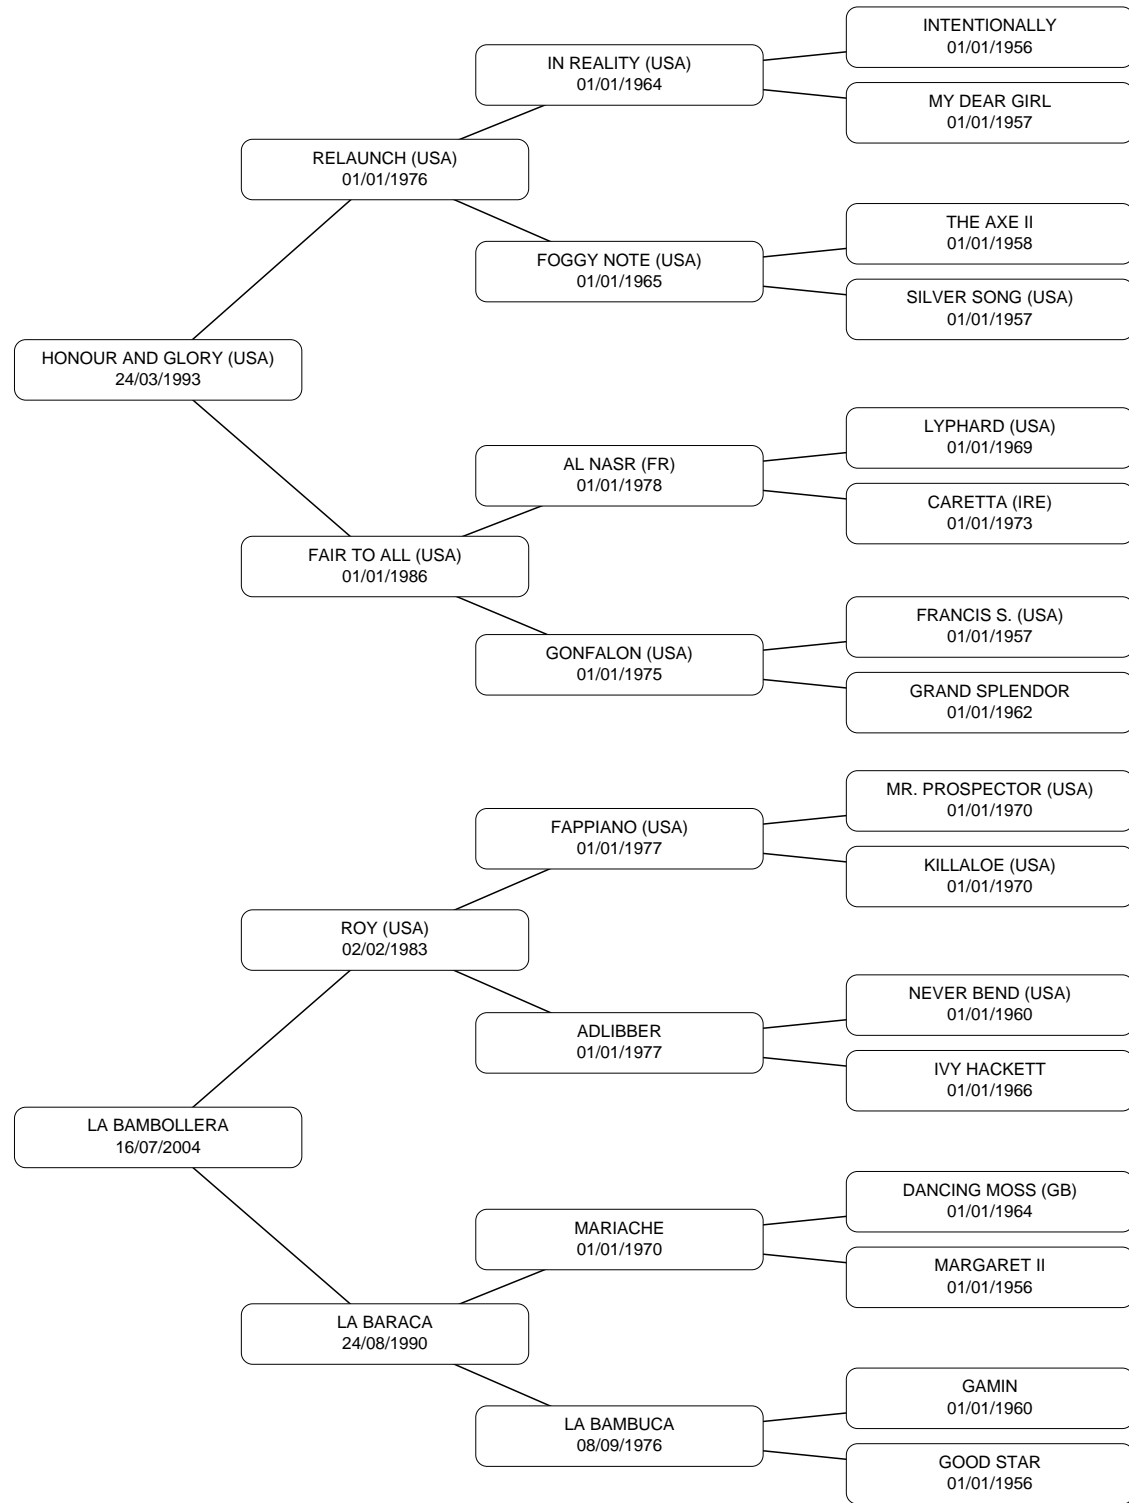 INTENTIONALLY
01/01/1956
IN REALITY (USA)
01/01/1964
MY DEAR GIRL
01/01/1957
RELAUNCH (USA)
01/01/1976
THE AXE II
01/01/1958
FOGGY NOTE (USA)
01/01/1965
SILVER SONG (USA)
01/01/1957
HONOUR AND GLORY (USA)
24/03/1993
LYPHARD (USA)
01/01/1969
AL NASR (FR)
01/01/1978
CARETTA (IRE)
01/01/1973
FAIR TO ALL (USA)
01/01/1986
FRANCIS S. (USA)
01/01/1957
GONFALON (USA)
01/01/1975
GRAND SPLENDOR
01/01/1962
MR. PROSPECTOR (USA)
01/01/1970
FAPPIANO (USA)
01/01/1977
KILLALOE (USA)
01/01/1970
ROY (USA)
02/02/1983
NEVER BEND (USA)
01/01/1960
ADLIBBER
01/01/1977
IVY HACKETT
01/01/1966
LA BAMBOLLERA
16/07/2004
DANCING MOSS (GB)
01/01/1964
MARIACHE
01/01/1970
MARGARET II
01/01/1956
LA BARACA
24/08/1990
GAMIN
01/01/1960
LA BAMBUCA
08/09/1976
GOOD STAR
01/01/1956